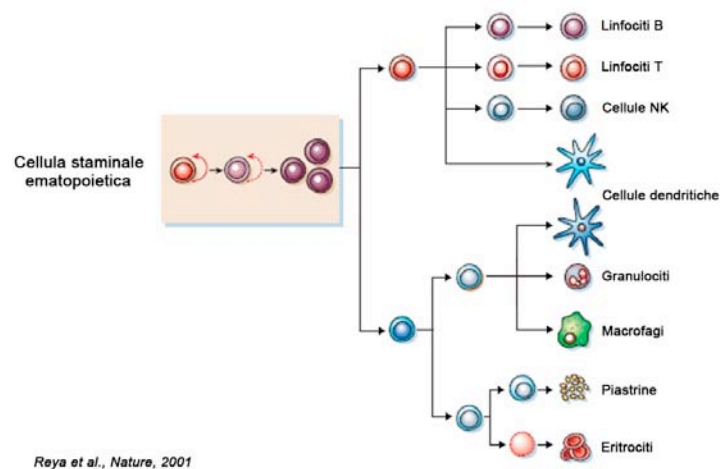 Linfociti B
Linfociti T
Cellule NK
Cellula staminale
ematopoietica
Cellule dendritiche
Granulociti
Macrofagi
Piastrine
Eritrociti
Reya et al., Nature, 2001